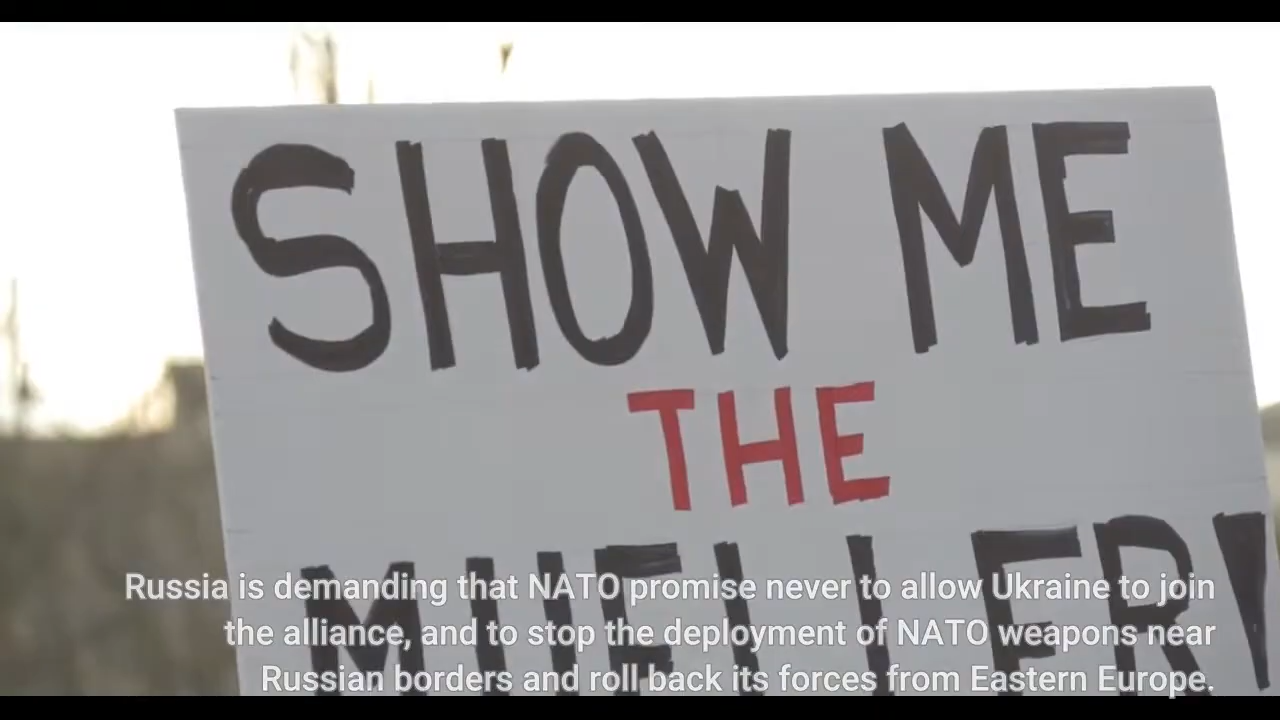 SHOW ME
THE
MUELLER!
Russia is demanding that NATO promise never to allow Ukraine to join
the alliance, and to stop the deployment of NATO weapons near
Russian borders and roll back its forces from Eastern Europe.